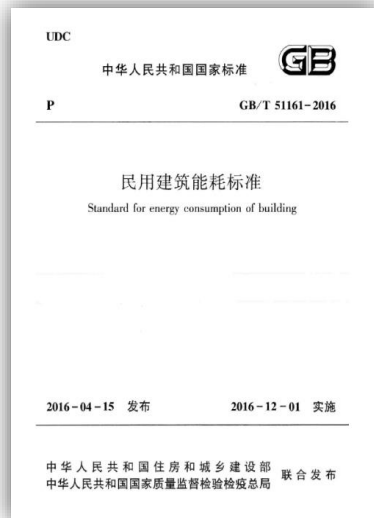 UDC
中华人民共和国国家标准 GB
P GB/T 51161-2016
民用建筑能耗标准
Standard for energy consumption of building
2016-04-15 发布 2016-12-01 实施
中华人民共和国住房和城乡建设部
中华人民共和国国家质量监督检验检疫总局 联合发布